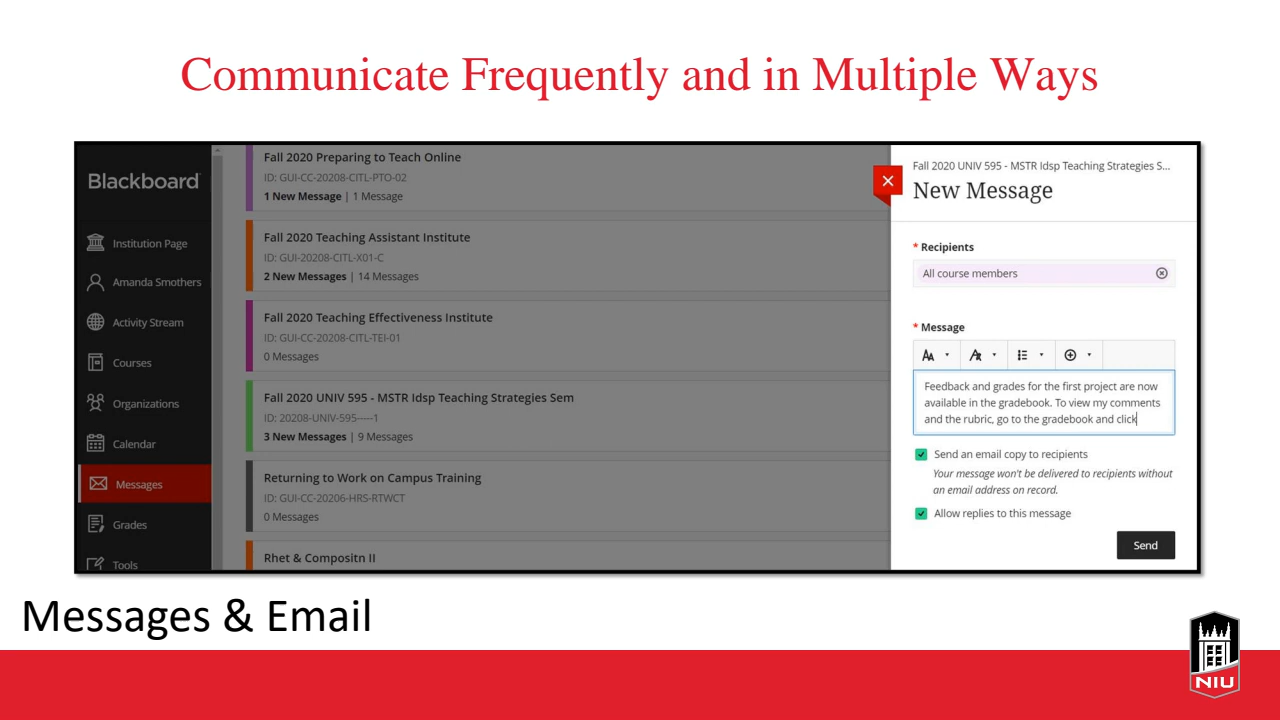 Communicate Frequently and in Multiple Ways
Blackboard
Institution Page
Amanda Smothers
Activity Stream
Courses
Organizations
Calendar
Messages
Grades
Tools
Fall 2020 Preparing to Teach Online
ID: GUI-CC-20208-CITL-PTO-02
1 New Message | 1 Message
Fall 2020 Teaching Assistant Institute
ID: GUI-20208-CITL-X01-C
2 New Messages | 14 Messages
Fall 2020 Teaching Effectiveness Institute
ID: GUI-CC-20208-CITL-TEI-01
0 Messages
Fall 2020 UNIV 595 - MSTR Idsp Teaching Strategies Sem
ID: 20208-UNIV-595-----1
3 New Messages | 9 Messages
Returning to Work on Campus Training
ID: GUI-CC-20206-HRS-RTWCT
0 Messages
Rhet & Compositn II
Fall 2020 UNIV 595 - MSTR Idsp Teaching Strategies S...
New Message
* Recipients
All course members
* Message
Feedback and grades for the first project are now
available in the gradebook. To view my comments
and the rubric, go to the gradebook and click
Send an email copy to recipients
Your message won't be delivered to recipients without
an email address on record.
Allow replies to this message
Send
Messages & Email
NIU